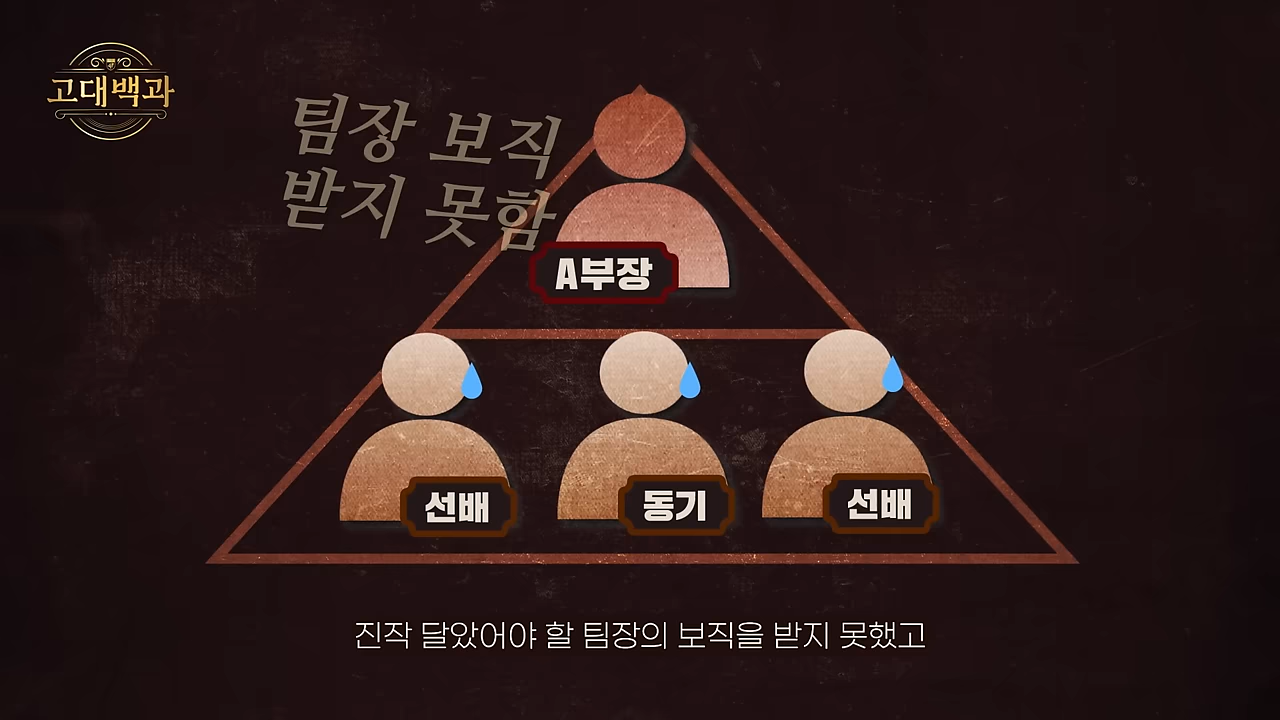 고대백과
팀장 보직
받지 못함
A부장
선배
동기
선배
진작 달았어야 할 팀장의 보직을 받지 못했고